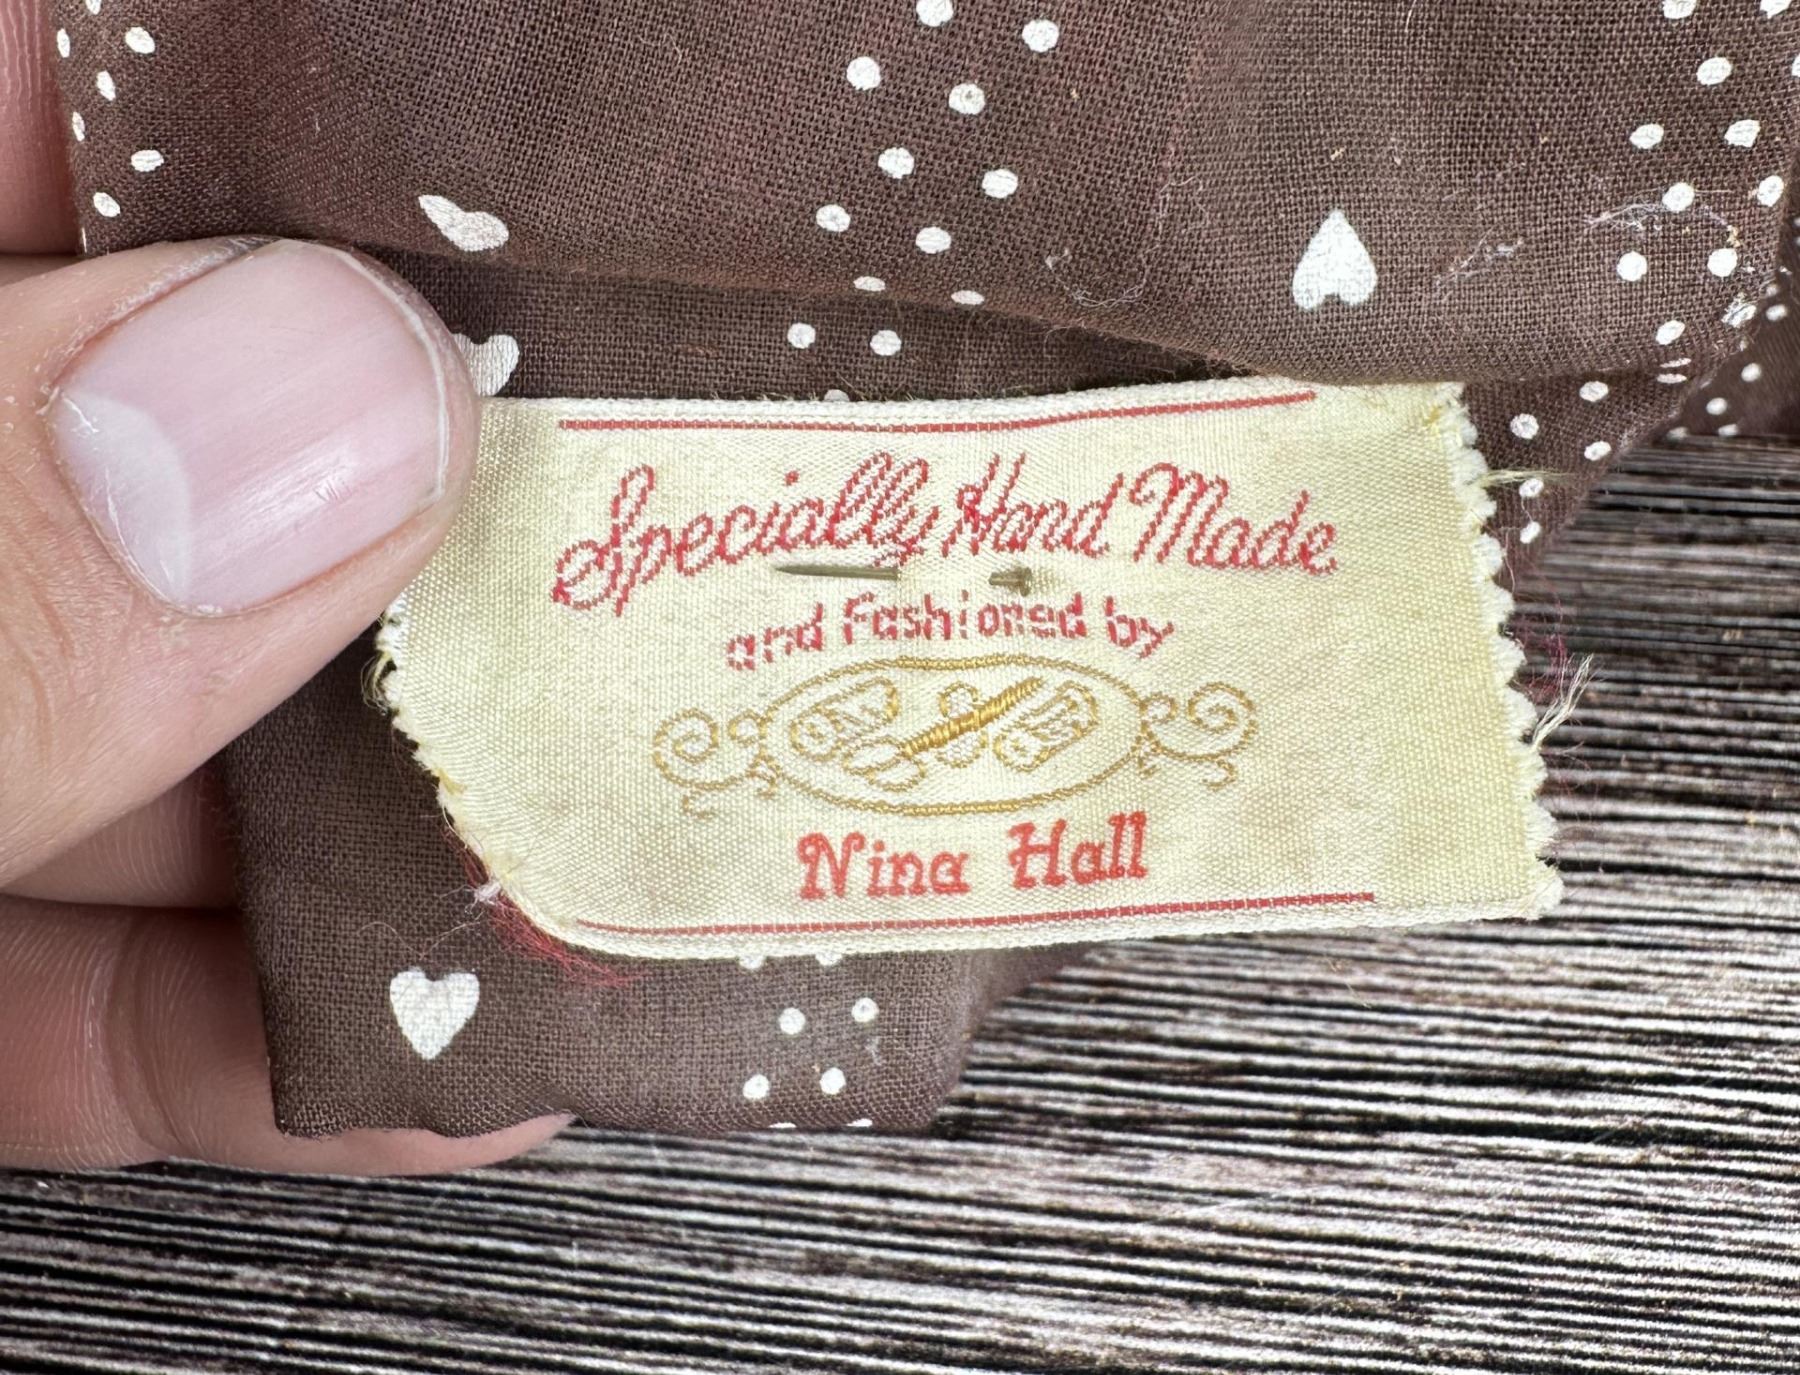 Specially Hand Made
and Fashioned by
Nina Hall